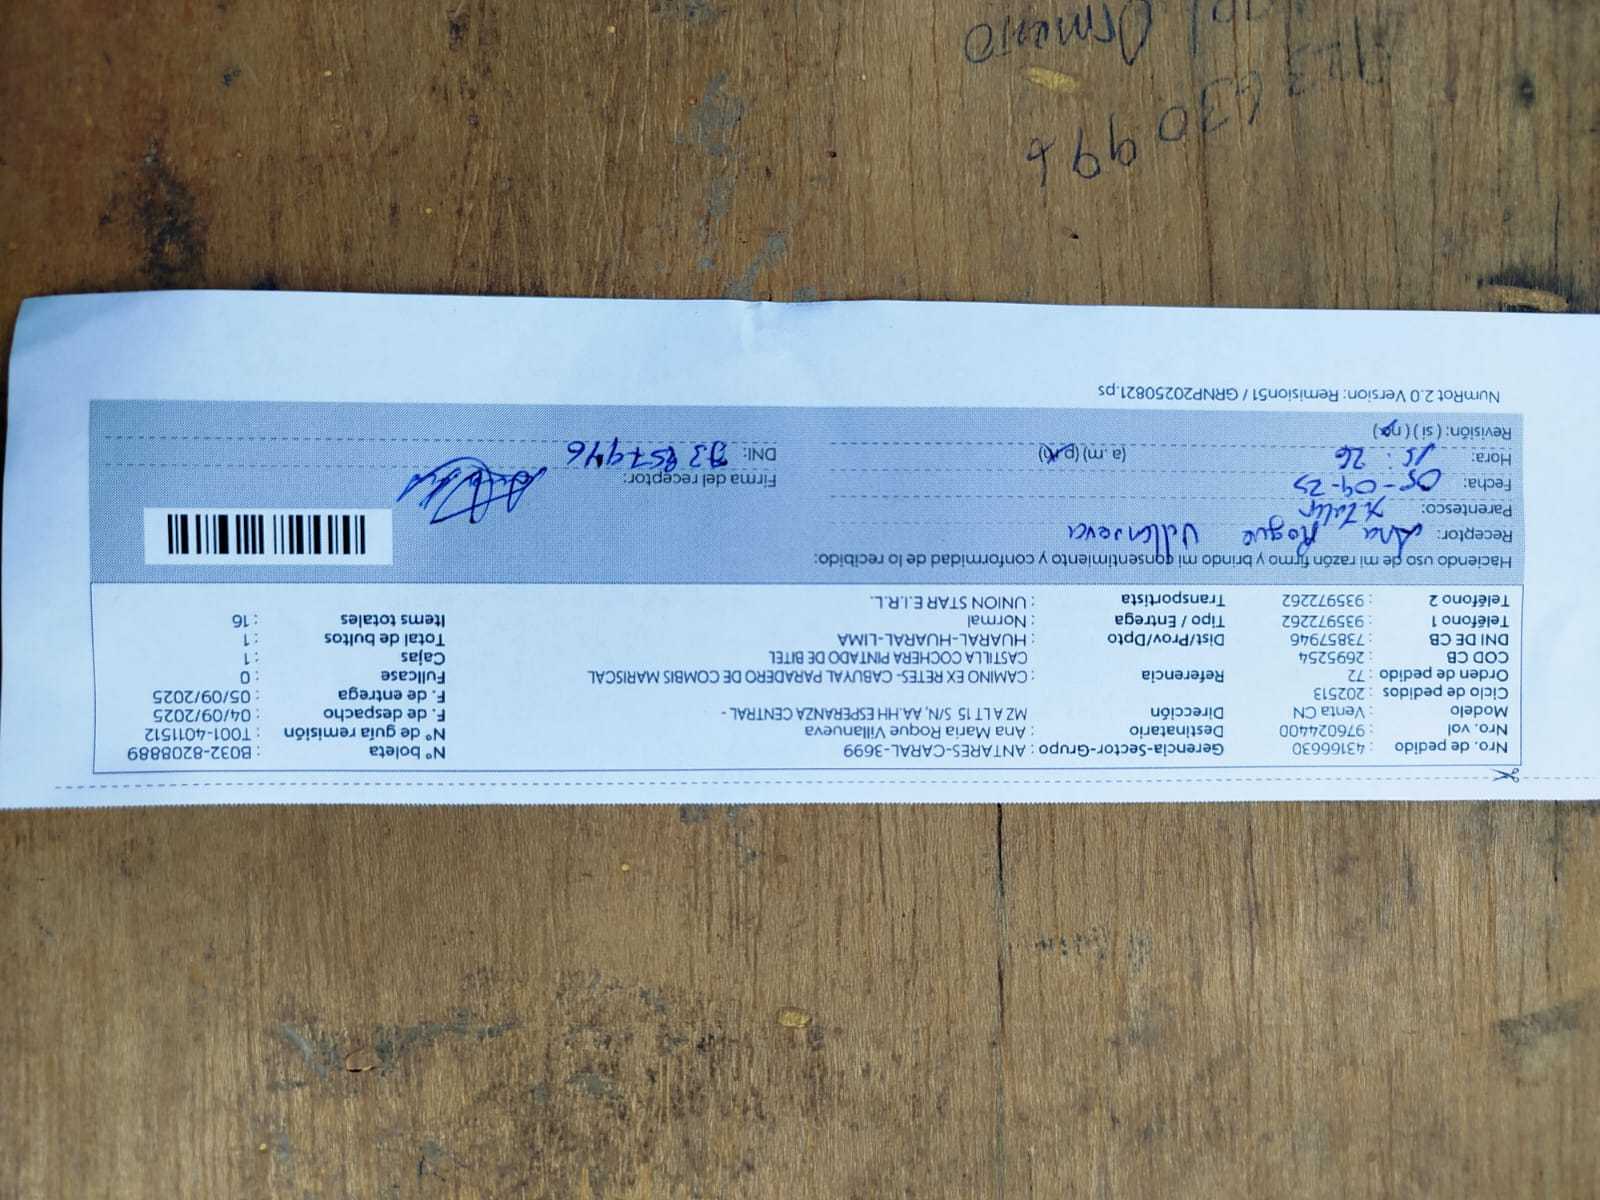 Nro. de pedido : 43166630 Gerencia-Sector-Grupo : ANTARES-CARAL-3699 N° boleta : B032-8208889
Nro. vol : 976024400 Destinatario : Ana Maria Roque Villanueva N° de guía remisión : T001-4011512
Modelo : Venta CN Dirección : MZ A LT 15 S/N, AA.HH ESPERANZA CENTRAL - F. de despacho : 04/09/2025
Ciclo de pedidos : 202513 F. de entrega : 05/09/2025
Orden de pedido : 72 Referencia : CAMINO EX RETES- CABUYAL PARADERO DE COMBIS MARISCAL Fullcase : 0
COD CB : 2695254 CASTILLA COCHERA PINTADO DE BITEL Cajas : 1
DNI DE CB : 73857946 Dist/Prov/Dpto : HUARAL-HUARAL-LIMA Total de bultos : 1
Teléfono 1 : 935972262 Tipo / Entrega : Normal Items totales : 16
Teléfono 2 : 935972262 Transportista : UNION STAR E.I.R.L.
Haciendo uso de mi razón firmo y brindo mi consentimiento y conformidad de lo recibido:
Receptor: Ana Roque Villanueva
Parentesco: titular
Fecha: 05-09-25 Firma del receptor:
Hora: 15:26 (a.m) (p.m) DNI: 73857946
Revisión: ( si ) ( no )
NumRot 2.0 Version: Remision51 / GRNP20250821.ps